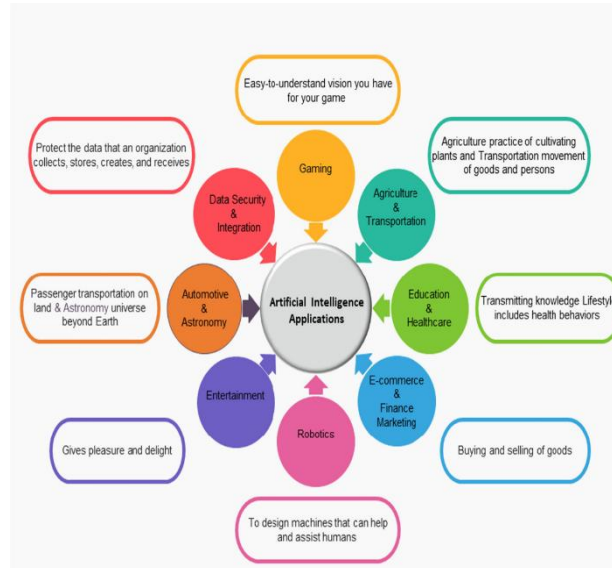 Easy-to-understand vision you have
for your game
Gaming
Protect the data that an organization
collects, stores, creates, and receives
Data Security
&
Integration
Agriculture practice of cultivating
plants and Transportation movement
of goods and persons
Agriculture
&
Transportation
Passenger transportation on
land & Astronomy universe
beyond Earth
Automotive
&
Astronomy
Artificial Intelligence
Applications
Education
&
Healthcare
Transmitting knowledge Lifestyle
includes health behaviors
Entertainment
Gives pleasure and delight
Robotics
To design machines that can help
and assist humans
E-commerce
&
Finance
Marketing
Buying and selling of goods